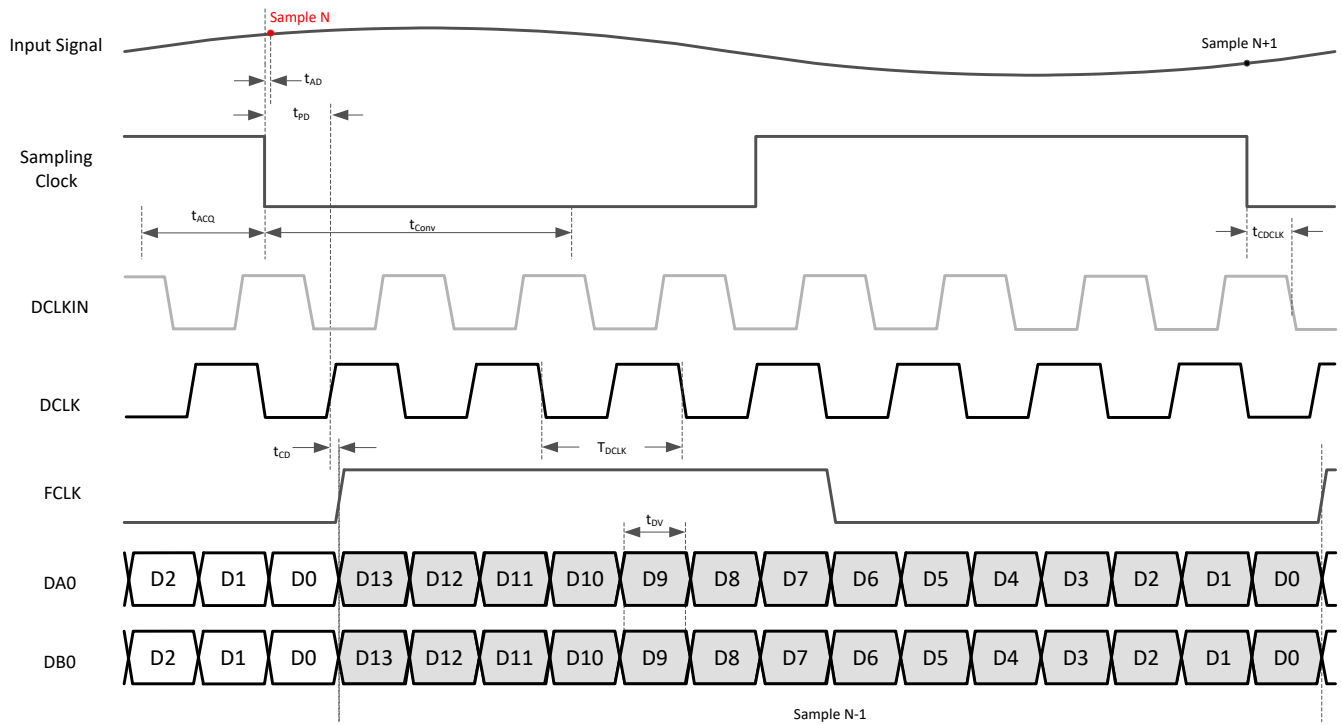 Sample N
Input Signal
Sample N+1
tAD
tPD
Sampling
Clock
tACQ
tConv
tCDCLK
DCLKIN
DCLK
tCD
TDCLK
FCLK
tDV
DA0
D2 D1 D0 D13 D12 D11 D10 D9 D8 D7 D6 D5 D4 D3 D2 D1 D0
DB0
D2 D1 D0 D13 D12 D11 D10 D9 D8 D7 D6 D5 D4 D3 D2 D1 D0
Sample N-1